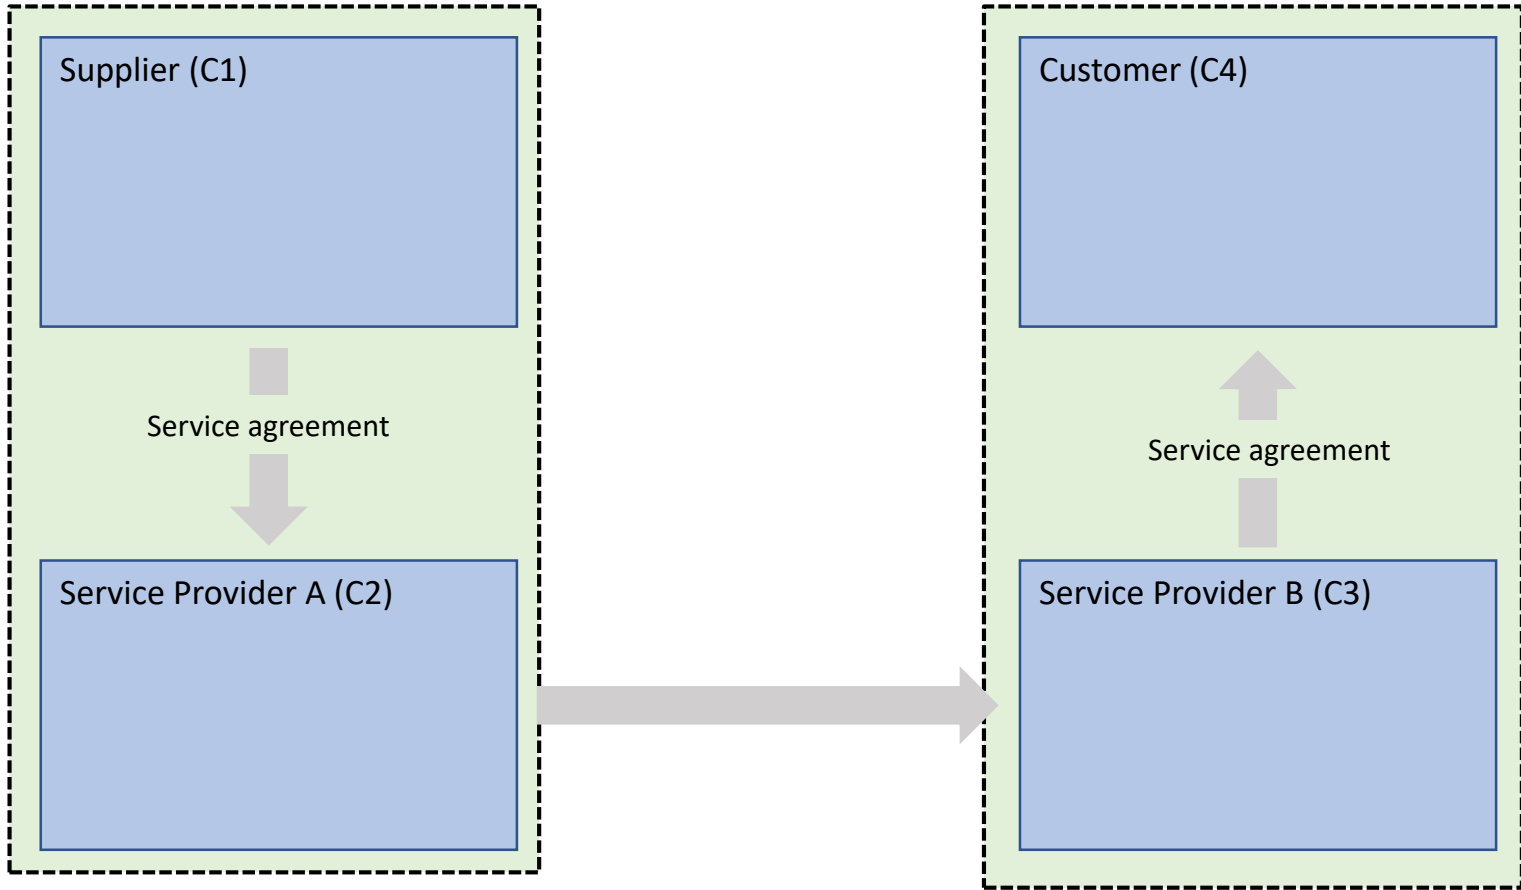 Supplier (C1)
Service agreement
Service Provider A (C2)
Customer (C4)
Service agreement
Service Provider B (C3)